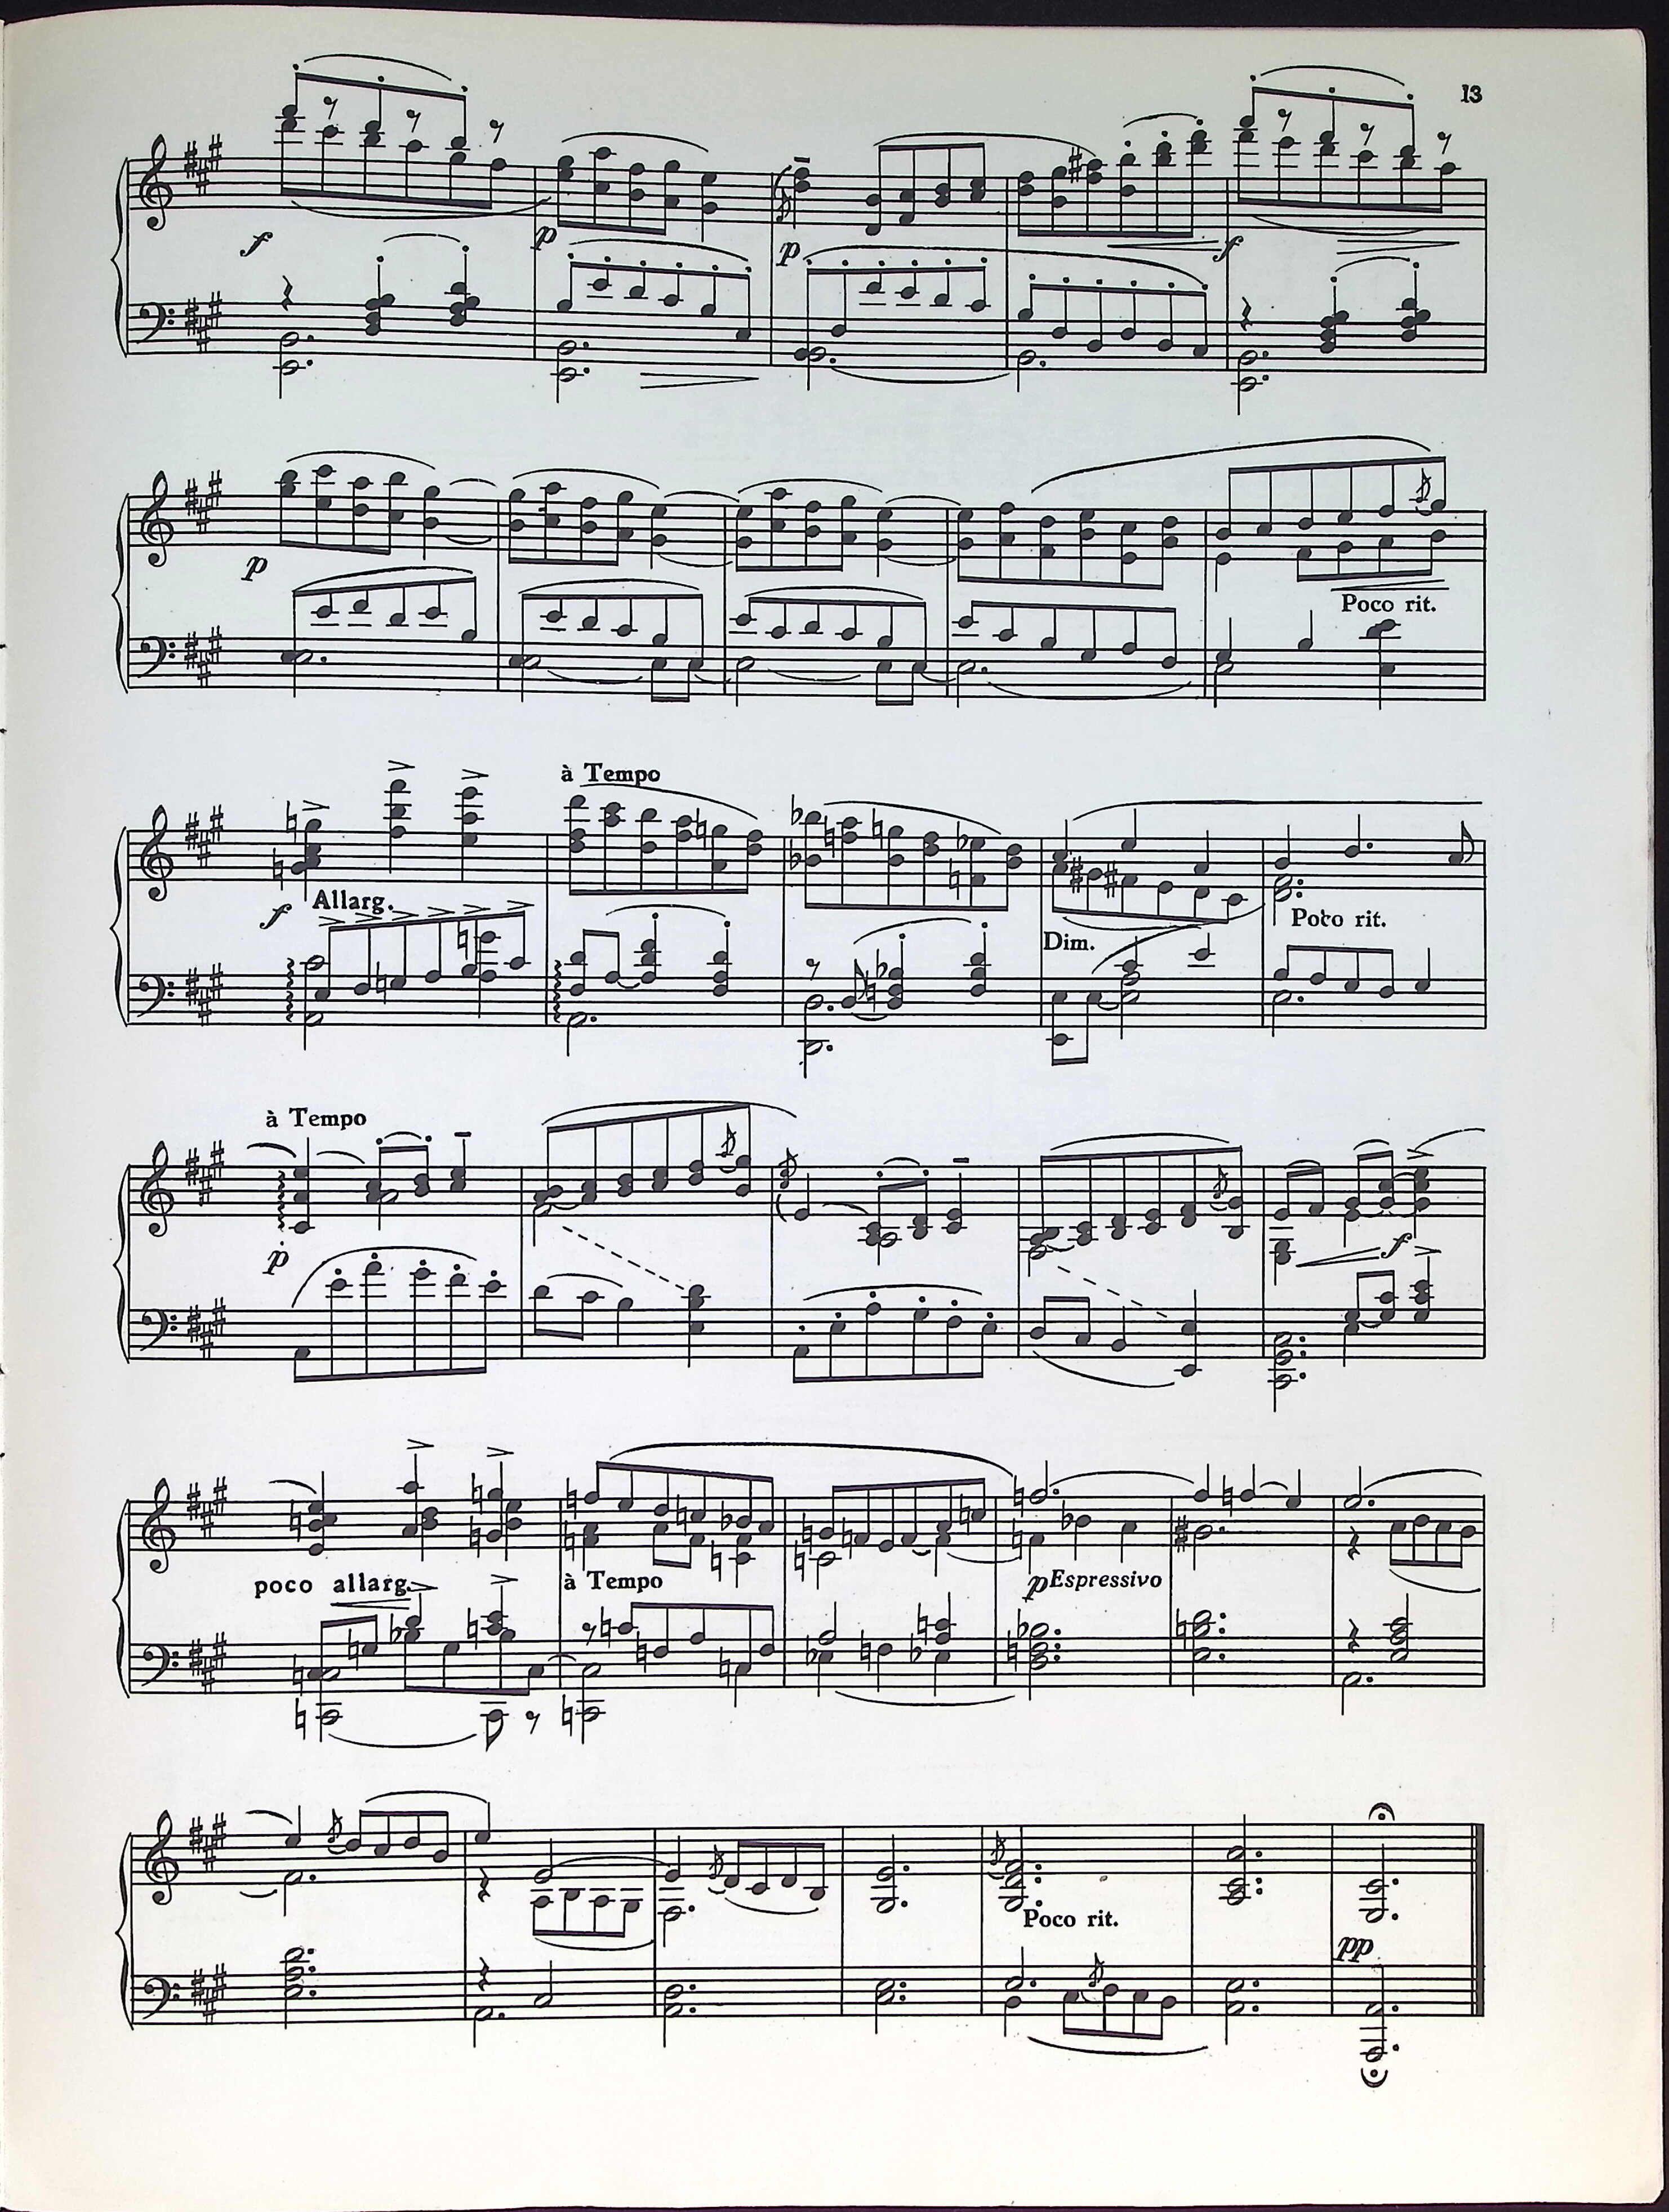 13
f
p
p
f
p
Poco rit.
à Tempo
f
Allarg.
Dim.
Poco rit.
à Tempo
p
f
poco allarg.
à Tempo
p Espressivo
Poco rit.
pp